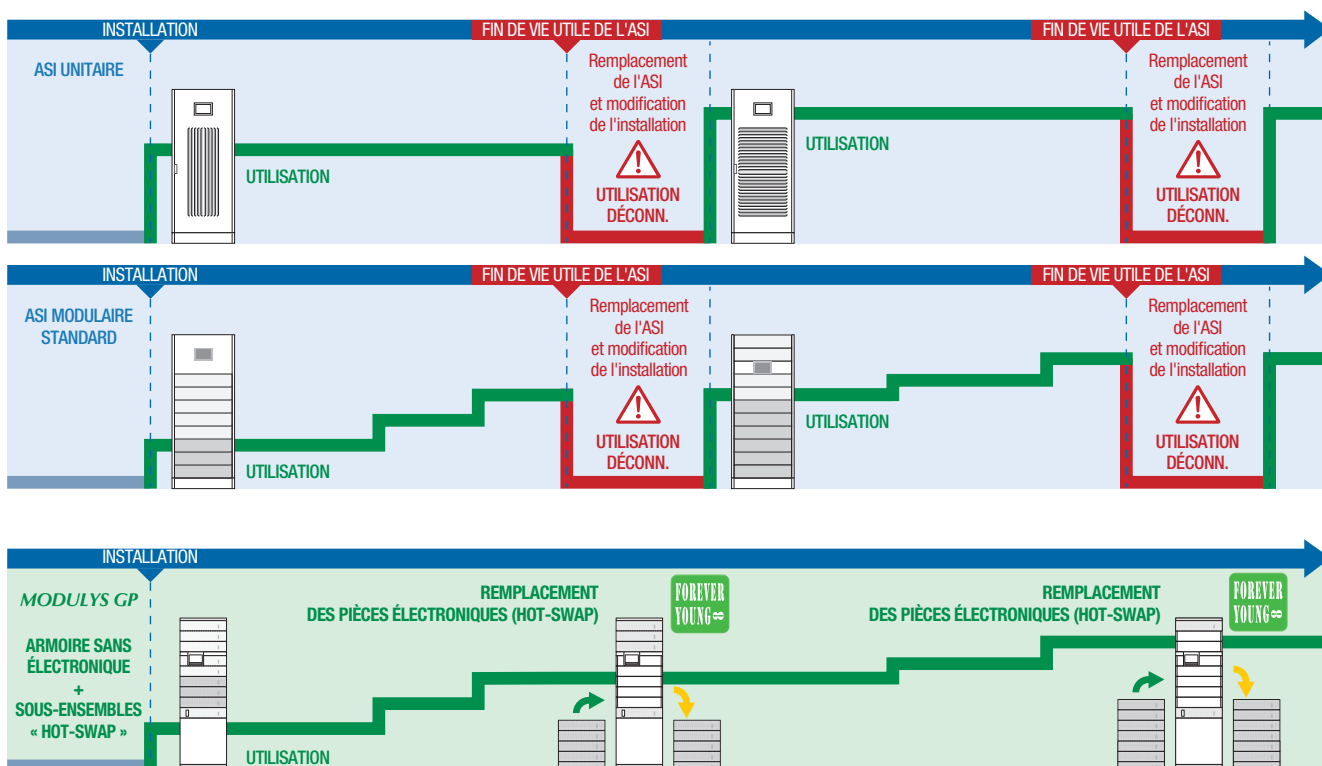 INSTALLATION
FIN DE VIE UTILE DE L'ASI
FIN DE VIE UTILE DE L'ASI
ASI UNITAIRE
Remplacement
de l'ASI
et modification
de l'installation
UTILISATION
DÉCONN.
Remplacement
de l'ASI
et modification
de l'installation
UTILISATION
DÉCONN.
UTILISATION
UTILISATION
INSTALLATION
FIN DE VIE UTILE DE L'ASI
FIN DE VIE UTILE DE L'ASI
ASI MODULAIRE
STANDARD
Remplacement
de l'ASI
et modification
de l'installation
UTILISATION
DÉCONN.
Remplacement
de l'ASI
et modification
de l'installation
UTILISATION
DÉCONN.
UTILISATION
UTILISATION
INSTALLATION
MODULYS GP
ARMOIRE SANS
ÉLECTRONIQUE
+
SOUS-ENSEMBLES
« HOT-SWAP »
UTILISATION
REMPLACEMENT
DES PIÈCES ÉLECTRONIQUES (HOT-SWAP)
FOREVER
YOUNG∞
REMPLACEMENT
DES PIÈCES ÉLECTRONIQUES (HOT-SWAP)
FOREVER
YOUNG∞